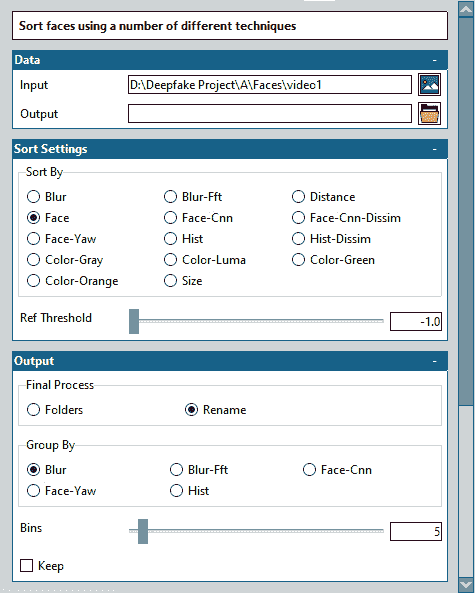 Sort faces using a number of different techniques
Data -
Input D:\Deepfake Project\A\Faces\video1
Output
Sort Settings -
Sort By
Blur Blur-Fft Distance
Face Face-Cnn Face-Cnn-Dissim
Face-Yaw Hist Hist-Dissim
Color-Gray Color-Luma Color-Green
Color-Orange Size
Ref Threshold -1.0
Output -
Final Process
Folders Rename
Group By
Blur Blur-Fft Face-Cnn
Face-Yaw Hist
Bins 5
Keep